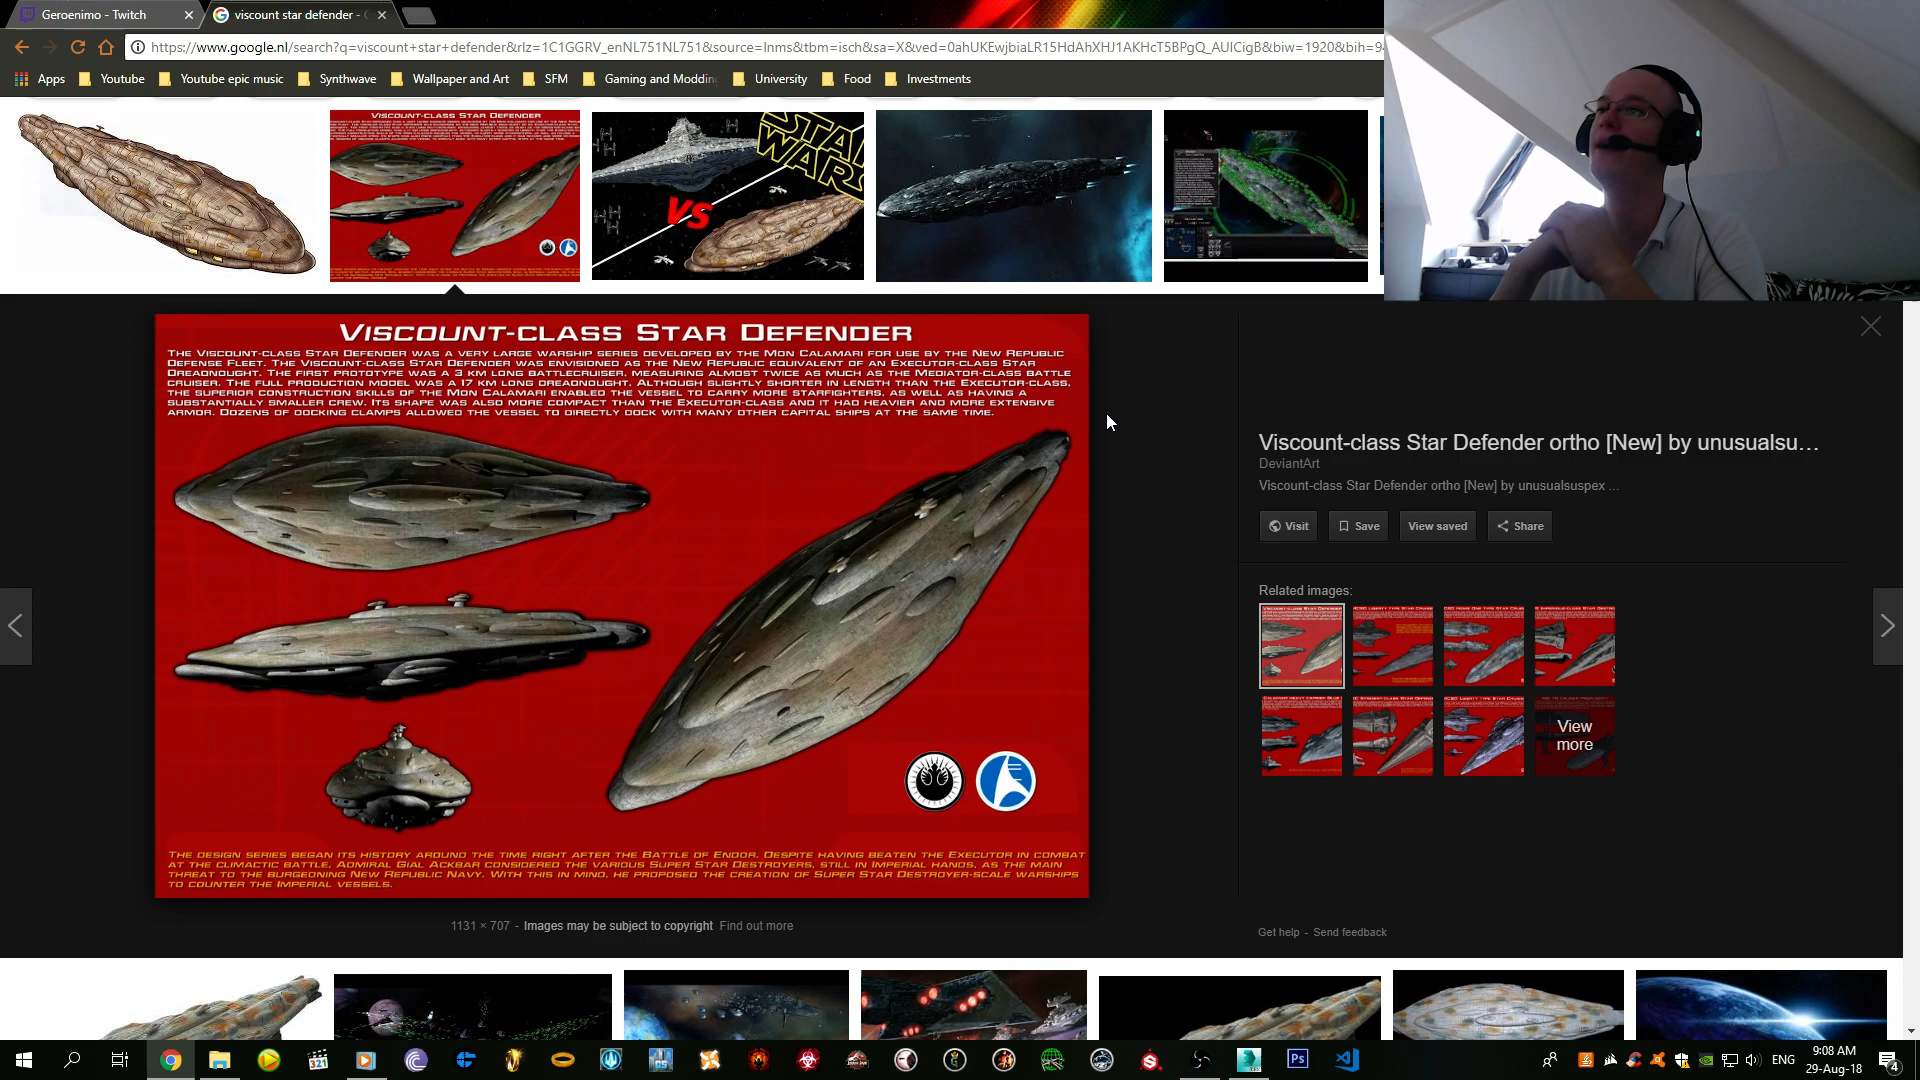 Geroenimo - Twitch
viscount star defender -
https://www.google.nl/search?q=viscount+star+defender&rlz=1C1GGRV_enNL751NL751&source=lnms&tbm=isch&sa=X&ved=0ahUKEwjbiaLR15HdAhXHJ1AKHcT5BPgQ_AUICigB&biw=1920&bih=94
Apps Youtube Youtube epic music Synthwave Wallpaper and Art SFM Gaming and Modding University Food Investments
Viscount-class Star Defender
STAR
WARS
VS
Viscount-class Star Defender
The Viscount-class Star Defender was a very large warship series developed by the Mon Calamari for use by the New Republic
Defense Fleet. The Viscount-class Star Defender was envisioned as the New Republic equivalent of an Executor-class Star
Dreadnought. The first prototype was a 3 km long battlecruiser, measuring almost twice as much as the Mediator-class battle
cruiser. The full production model was a 17 km long dreadnought. Although slightly shorter in length than the Executor-class,
the superior construction skills of the Mon Calamari enabled the vessel to carry more starfighters, as well as having a
substantially smaller crew. Its shape was also more compact than the Executor-class and it had heavier and more extensive
armor. Dozens of docking clamps allowed the vessel to directly dock with many other capital ships at the same time.
The design series began its history around the time right after the Battle of Endor. Despite having beaten the Executor in combat
at the climactic battle, Admiral Gial Ackbar considered the various Super Star Destroyers, still in Imperial hands, as the main
threat to the burgeoning New Republic Navy. With this in mind, he proposed the creation of Super Star Destroyer-scale warships
to counter the Imperial vessels.
1131 × 707 - Images may be subject to copyright Find out more
Viscount-class Star Defender ortho [New] by unusualsu...
DeviantArt
Viscount-class Star Defender ortho [New] by unusualsuspex ...
Visit Save View saved Share
Related images:
View
more
Get help - Send feedback
321
CS
Ps
ENG
9:08 AM
29-Aug-18
4